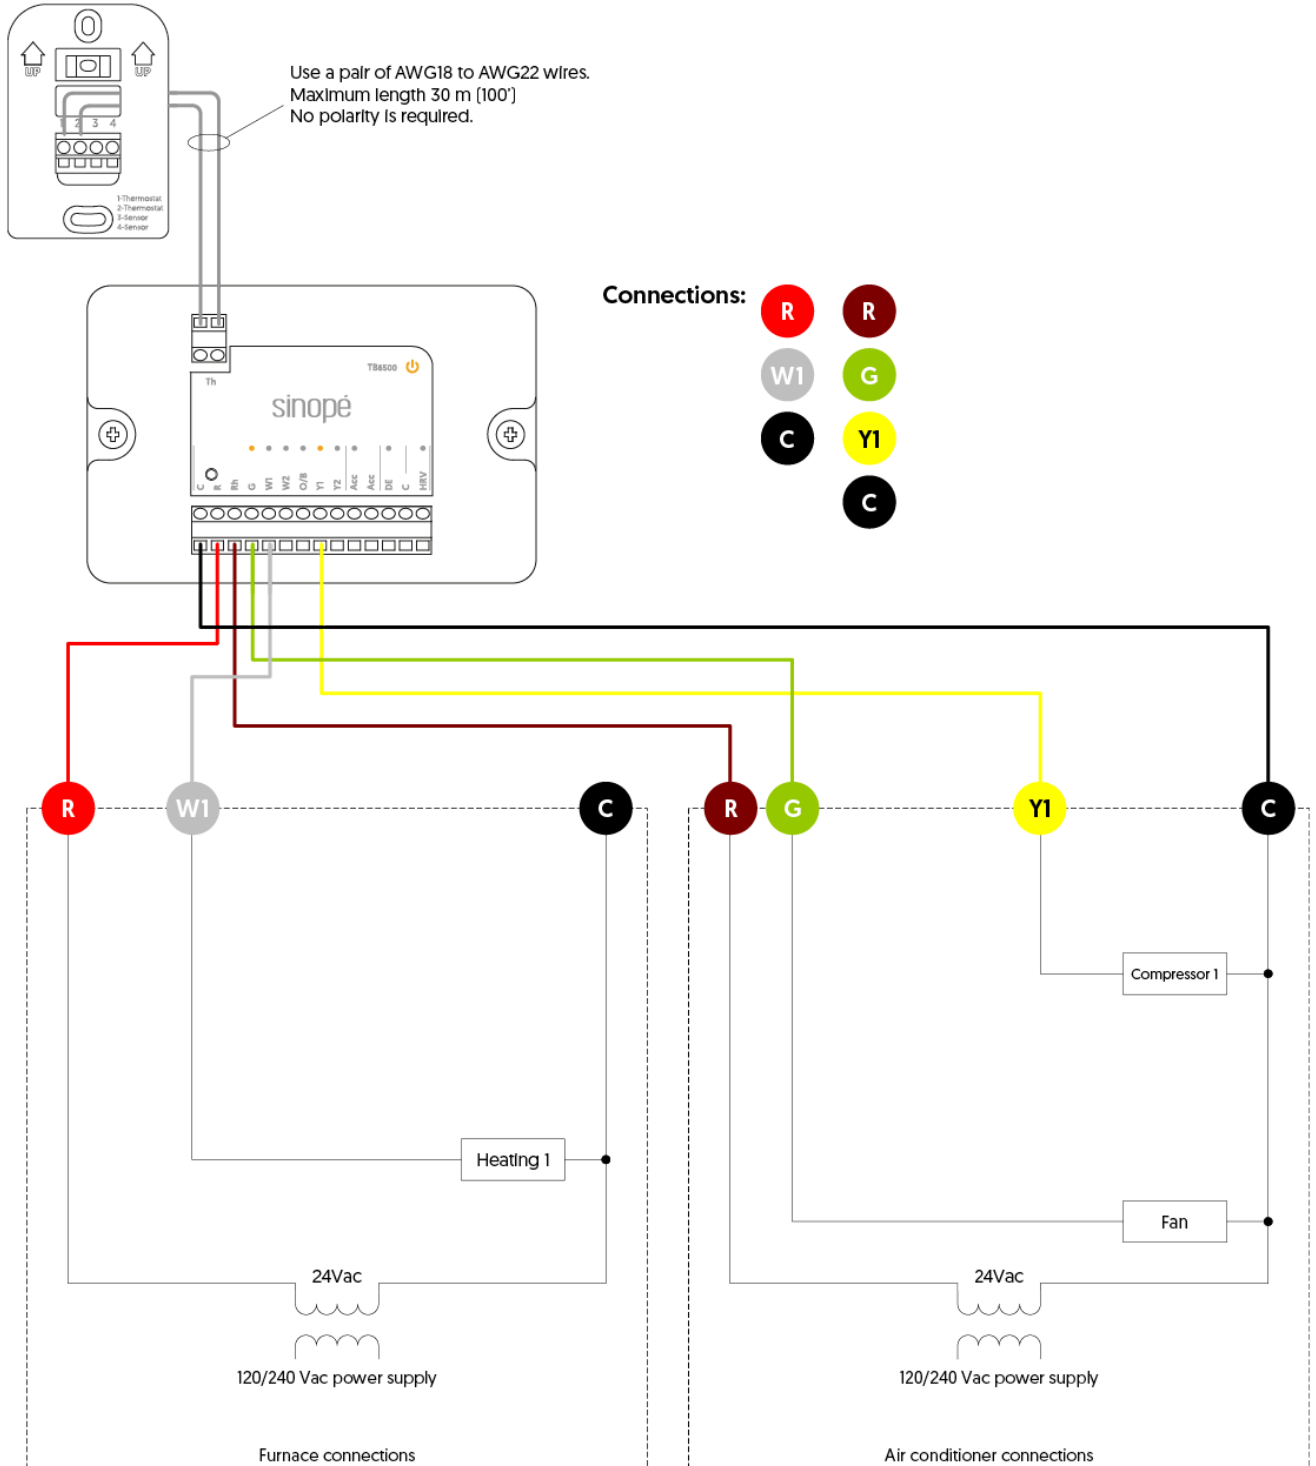 UP
UP
Use a pair of AWG18 to AWG22 wires.
Maximum length 30 m (100')
No polarity is required.
1 2 3 4
1-Thermostat
2-Thermostat
3-Sensor
4-Sensor
Connections:
R R
W1 G
C Y1
C
TB6500
Th
sinopé
C R Rh G W1 W2 O/B Y1 Y2 Acc Acc DE C HRV
R W1 C R G Y1 C
Compressor 1
Heating 1
Fan
24Vac 24Vac
120/240 Vac power supply 120/240 Vac power supply
Furnace connections Air conditioner connections